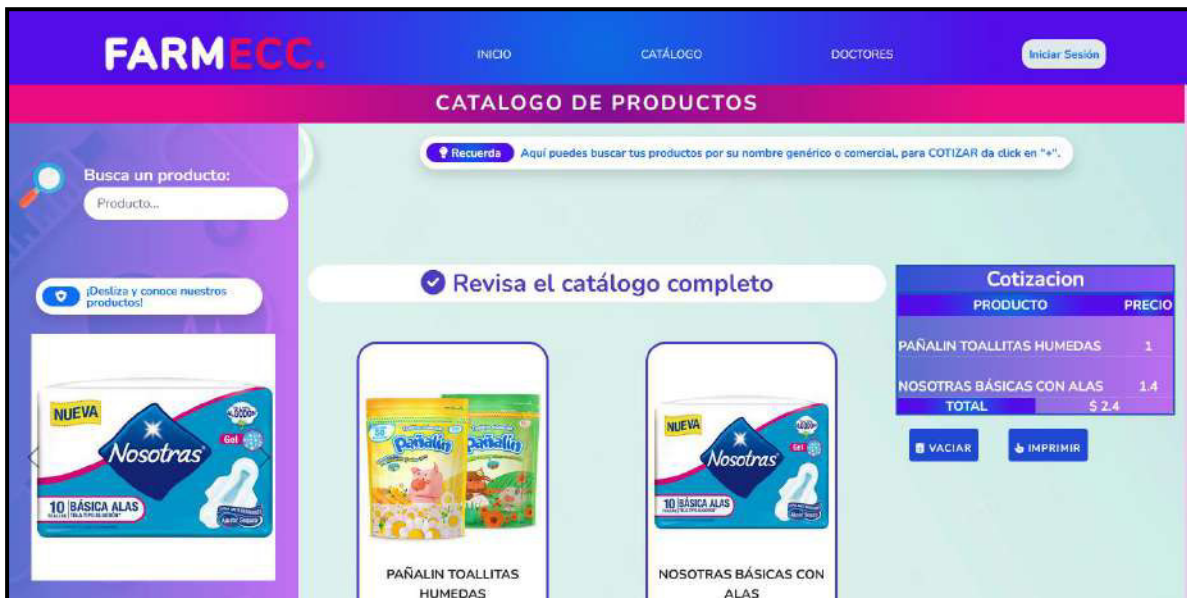 FARMECC.
INICIO
CATÁLOGO
DOCTORES
Iniciar Sesión
CATALOGO DE PRODUCTOS
Recuerda
Aquí puedes buscar tus productos por su nombre genérico o comercial, para COTIZAR da click en "+".
Busca un producto:
Producto...
¡Desliza y conoce nuestros
productos!
NUEVA
Nosotras
Gel
10 BÁSICA ALAS
Revisa el catálogo completo
Pañalin
Pañalin
PAÑALIN TOALLITAS
HUMEDAS
NUEVA
Nosotras
10 BÁSICA ALAS
NOSOTRAS BÁSICAS CON
ALAS
Cotizacion
PRODUCTO PRECIO
PAÑALIN TOALLITAS HUMEDAS 1
NOSOTRAS BÁSICAS CON ALAS 1.4
TOTAL $ 2.4
VACIAR
IMPRIMIR